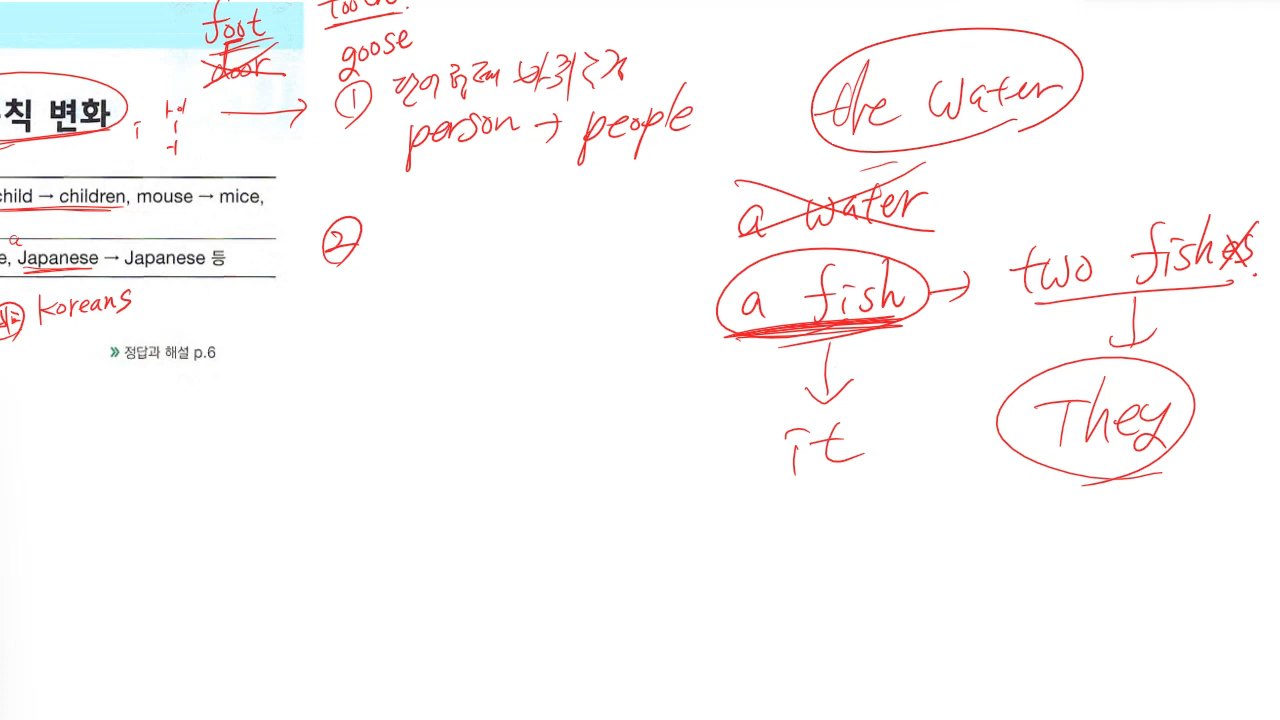 foot
goose
door
칙 변화
① 단어 형태 바뀌는 것
person → people
child → children, mouse → mice,
a
e, Japanese → Japanese 등
②
Koreans
정답과 해설 p.6
the water
a water
a fish → two fishes.
it
They